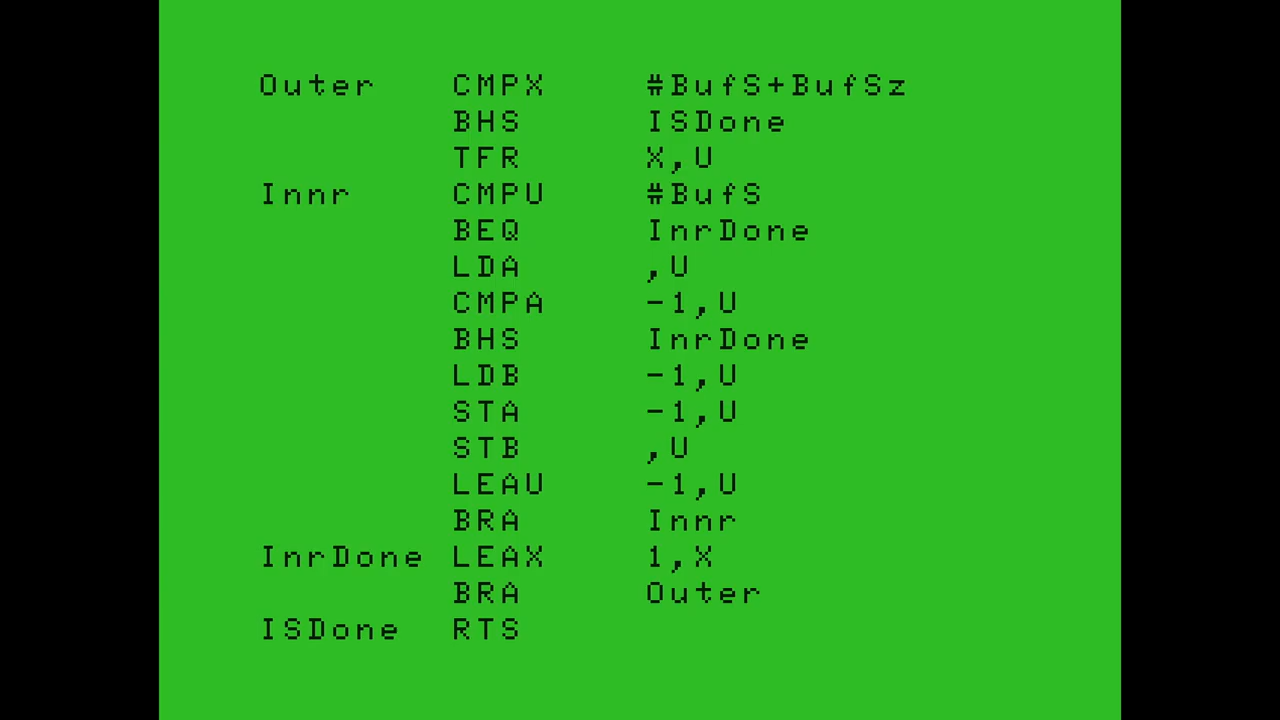 Outer CMPX #BufS+BufSz
BHS ISDone
TFR X,U
Innr CMPU #BufS
BEQ InrDone
LDA ,U
CMPA -1,U
BHS InrDone
LDB -1,U
STA -1,U
STB ,U
LEAU -1,U
BRA Innr
InrDone LEAX 1,X
BRA Outer
ISDone RTS